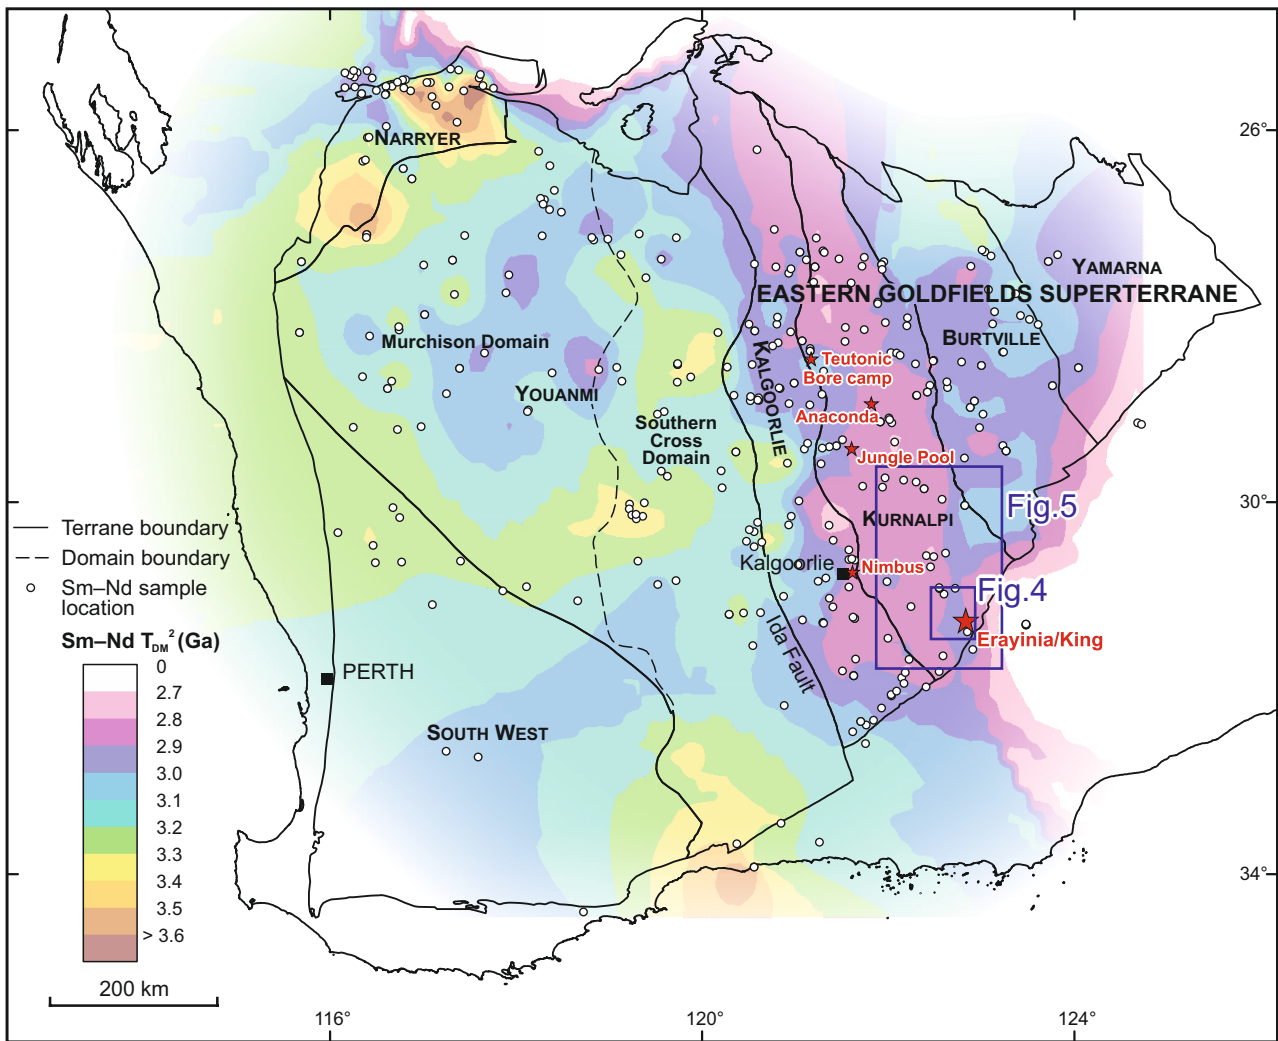 NARRYER
26°
YAMARNA
EASTERN GOLDFIELDS SUPERTERRANE
BURTVILLE
Murchison Domain
KALGOORLIE
Teutonic
Bore camp
YOUANMI
Anaconda
Southern
Cross
Domain
Jungle Pool
Fig.5
30°
KURNALPI
Terrane boundary
Domain boundary
Sm–Nd sample
location
Kalgoorlie
Nimbus
Fig.4
Erayinia/King
Ida Fault
Sm–Nd T_DM² (Ga)
0
2.7
2.8
2.9
3.0
3.1
3.2
3.3
3.4
3.5
> 3.6
PERTH
SOUTH WEST
34°
200 km
116°
120°
124°